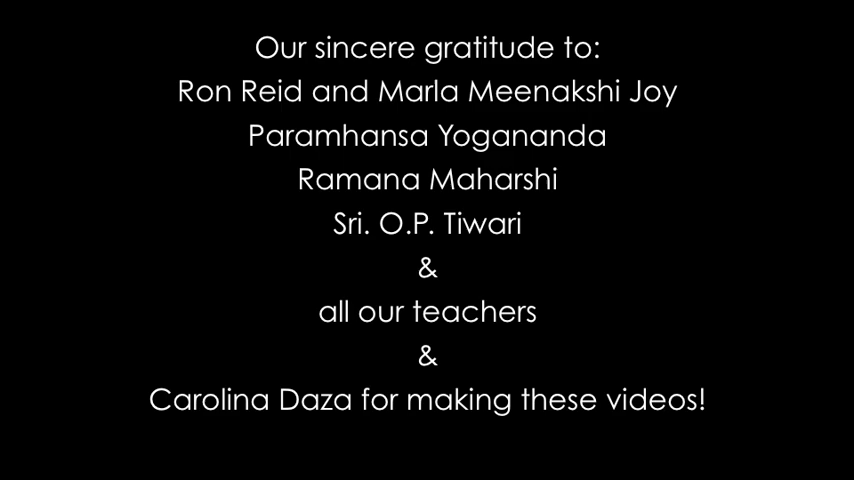 Our sincere gratitude to:
Ron Reid and Marla Meenakshi Joy
Paramhansa Yogananda
Ramana Maharshi
Sri. O.P. Tiwari
&
all our teachers
&
Carolina Daza for making these videos!